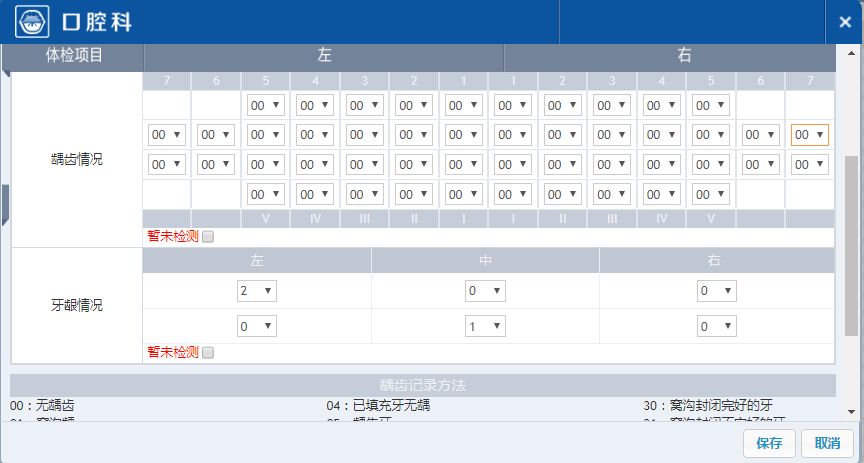 口腔科
×
体检项目 左 右
7 6 5 4 3 2 1 1 2 3 4 5 6 7
00 00 00 00 00 00 00 00 00 00
00 00 00 00 00 00 00 00 00 00 00 00 00 00
龋齿情况
00 00 00 00 00 00 00 00 00 00 00 00 00 00
00 00 00 00 00 00 00 00 00 00
V IV III II I I II III IV V
暂未检测
左 中 右
2 0 0
牙龈情况
0 1 0
暂未检测
龋齿记录方法
00：无龋齿 04：已填充牙无龋 30：窝沟封闭完好的牙
保存 取消